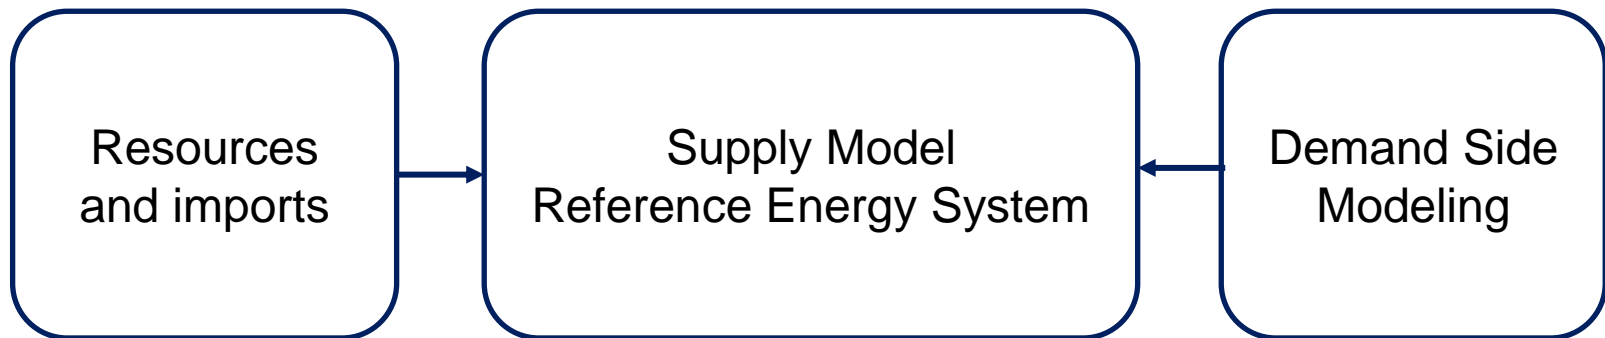 Resources
and imports
Supply Model
Reference Energy System
Demand Side
Modeling